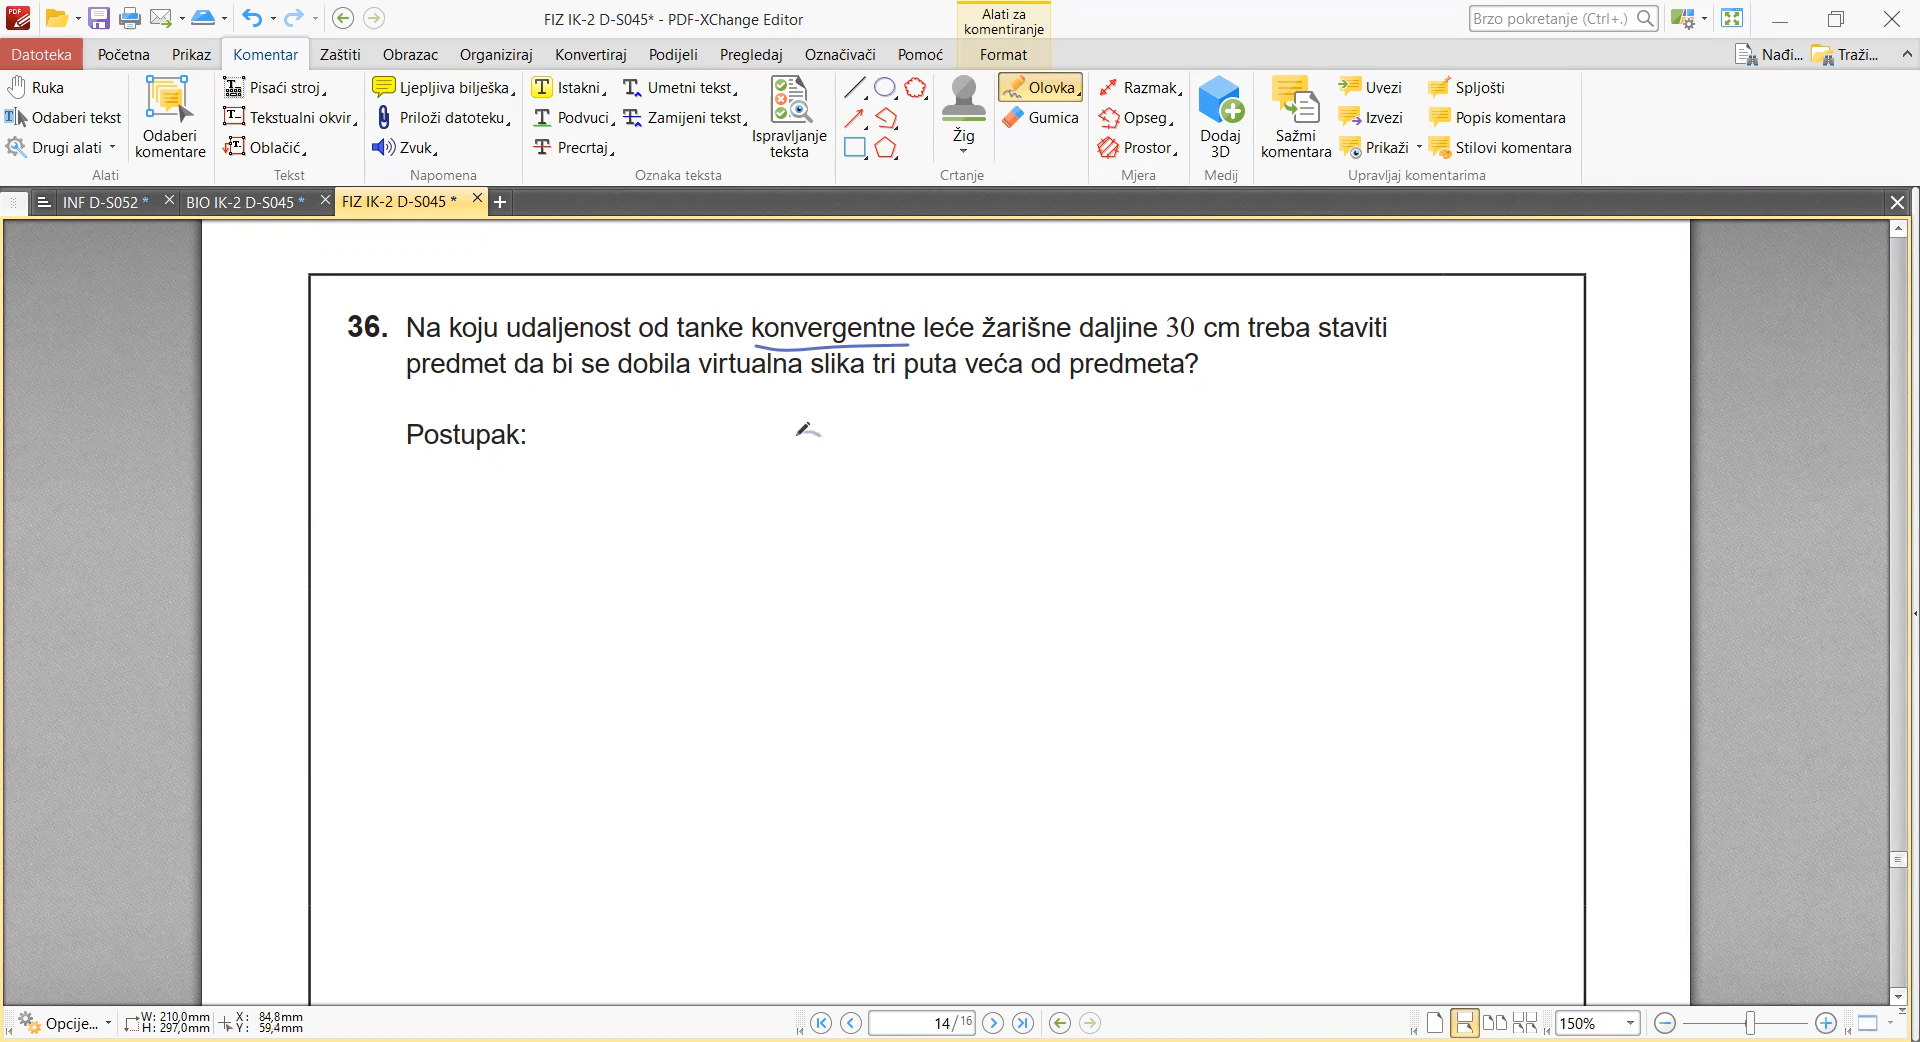 FIZ IK-2 D-S045* - PDF-XChange Editor
Alati za komentiranje
Brzo pokretanje (Ctrl+.)
Datoteka Početna Prikaz Komentar Zaštiti Obrazac Organiziraj Konvertiraj Podijeli Pregledaj Označivači Pomoć Format Nađi... Traži...
Ruka
Odaberi tekst
Drugi alati
Odaberi komentare
Alati
Pisaći stroj
Tekstualni okvir
Oblačić
Tekst
Ljepljiva bilješka
Priloži datoteku
Zvuk
Napomena
Istakni
Podvuci
Precrtaj
Umetni tekst
Zamijeni tekst
Ispravljanje teksta
Oznaka teksta
Žig
Crtanje
Olovka
Gumica
Razmak
Opseg
Prostor
Mjera
Dodaj 3D
Medij
Sažmi komentara
Uvezi
Izvezi
Prikaži
Spljošti
Popis komentara
Stilovi komentara
Upravljaj komentarima
INF D-S052 * BIO IK-2 D-S045 * FIZ IK-2 D-S045 *
36. Na koju udaljenost od tanke konvergentne leće žarišne daljine 30 cm treba staviti
predmet da bi se dobila virtualna slika tri puta veća od predmeta?
Postupak:
Opcije...
W: 210,0mm
H: 297,0mm
X: 84,8mm
Y: 59,4mm
14 / 16
150%